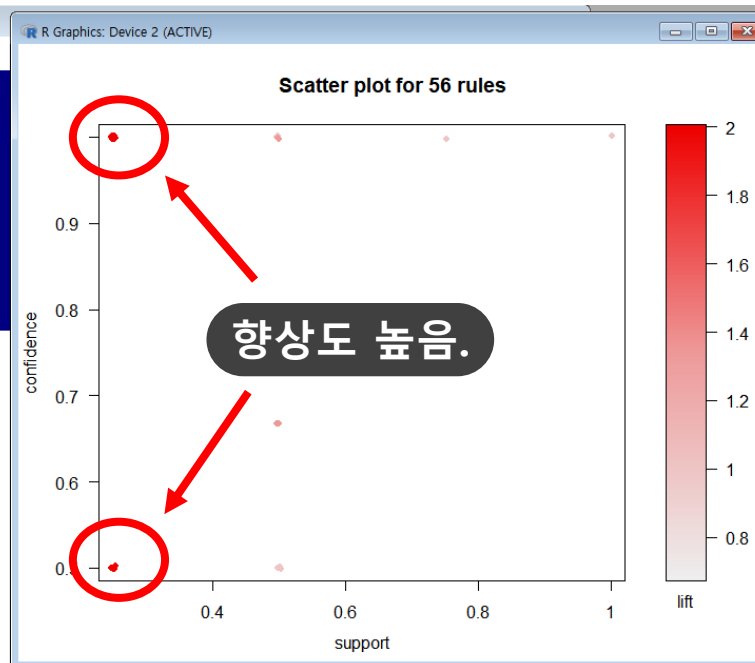 R Graphics: Device 2 (ACTIVE)
Scatter plot for 56 rules
향상도 높음.
confidence
0.9
0.8
0.7
0.6
0.4
0.6
0.8
1
support
2
1.8
1.6
1.4
1.2
1
0.8
lift